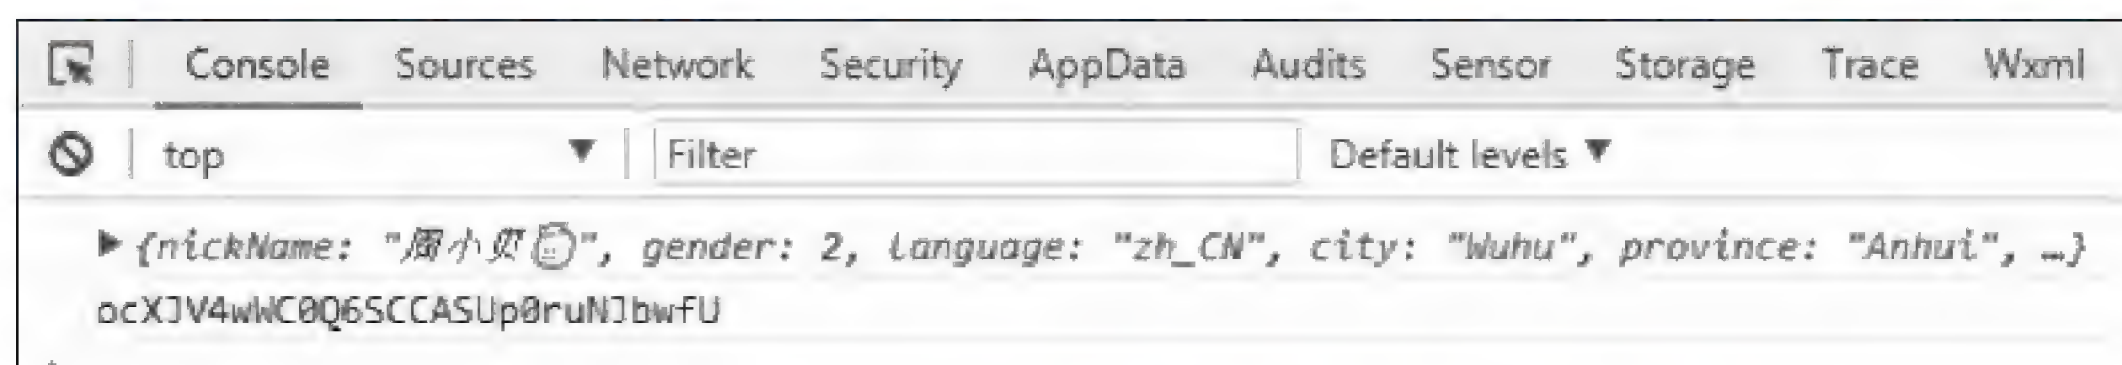 Console Sources Network Security AppData Audits Sensor Storage Trace Wxml
top ▼ Filter Default levels ▼
▶ {nickName: "周小贝", gender: 2, language: "zh_CN", city: "Wuhu", province: "Anhui", …}
ocXJV4wWC0Q6SCCASUp0ruNJbwfU